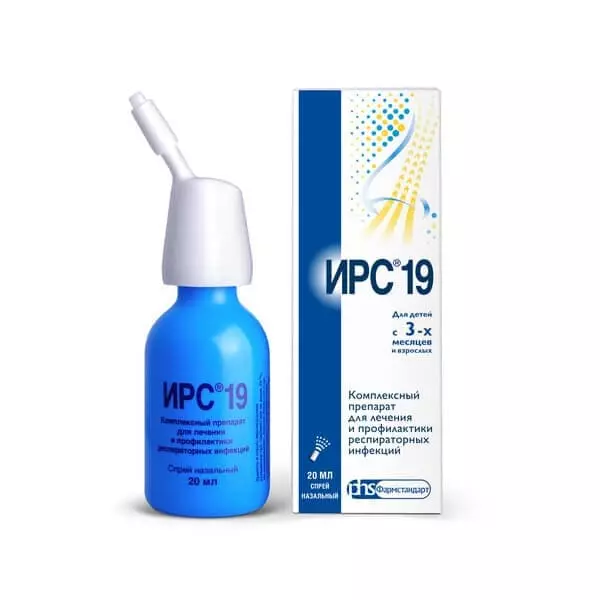 ИРС® 19
Комплексный препарат
для лечения
и профилактики
респираторных инфекций
Спрей назальный
20 мл
ИРС® 19
Для детей
с 3-х
месяцев
и взрослых
Комплексный
препарат
для лечения
и профилактики
респираторных
инфекций
20 МЛ
СПРЕЙ
НАЗАЛЬНЫЙ
phs Фармстандарт